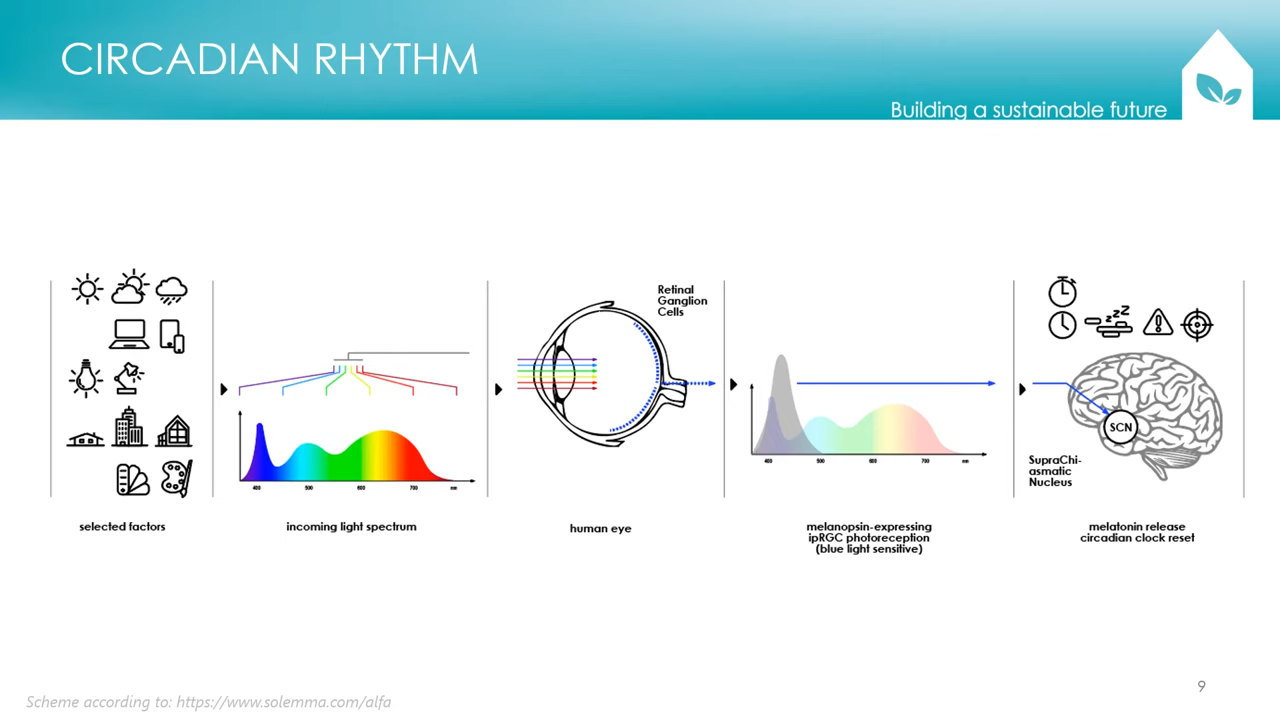 CIRCADIAN RHYTHM
Building a sustainable future
Retinal
Ganglion
Cells
zzZ
SCN
SupraChi-
asmatic
Nucleus
400 500 600 700 nm
400 500 600 700 nm
selected factors
incoming light spectrum
human eye
melanopsin-expressing
ipRGC photoreception
(blue light sensitive)
melatonin release
circadian clock reset
9
Scheme according to: https://www.solemma.com/alfa